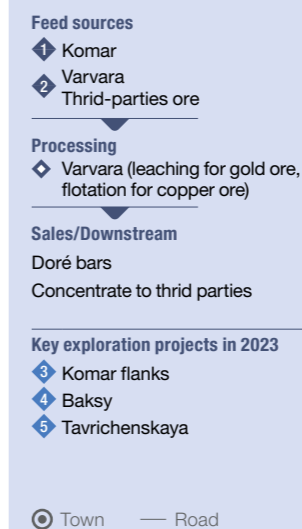 Feed sources
1 Komar
2 Varvara
Thrid-parties ore
Processing
Varvara (leaching for gold ore,
flotation for copper ore)
Sales/Downstream
Doré bars
Concentrate to thrid parties
Key exploration projects in 2023
3 Komar flanks
4 Baksy
5 Tavrichenskaya
Town Road